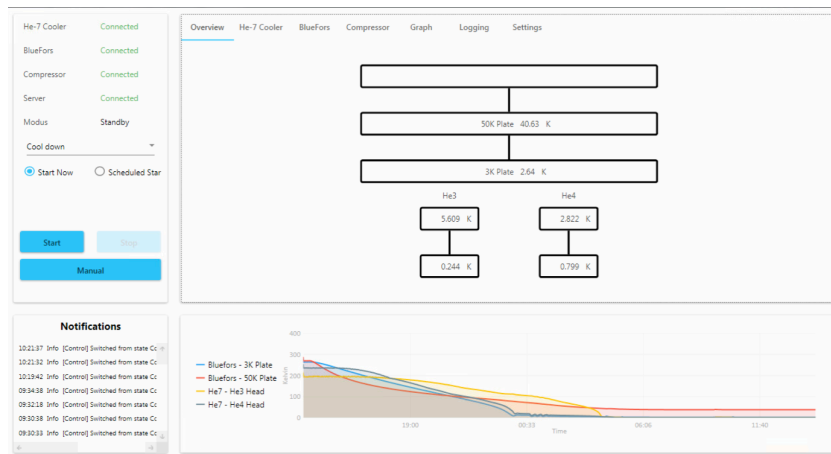 He-7 Cooler Connected
BlueFors Connected
Compressor Connected
Server Connected
Modus Standby
Cool down
Start Now Scheduled Star
Start Stop
Manual
Overview He-7 Cooler BlueFors Compressor Graph Logging Settings
50K Plate 40.63 K
3K Plate 2.64 K
He3 He4
5.609 K 2.822 K
0.244 K 0.799 K
Notifications
10:21:37 Info [Control] Switched from state Cc
10:21:32 Info [Control] Switched from state Cc
10:19:42 Info [Control] Switched from state Cc
09:34:38 Info [Control] Switched from state Cc
09:32:18 Info [Control] Switched from state Cc
09:30:38 Info [Control] Switched from state Cc
09:30:33 Info [Control] Switched from state Cc
Bluefors - 3K Plate
Bluefors - 50K Plate
He7 - He3 Head
He7 - He4 Head
Kelvin
400
300
200
100
0
19:00 00:33 06:06 11:40
Time